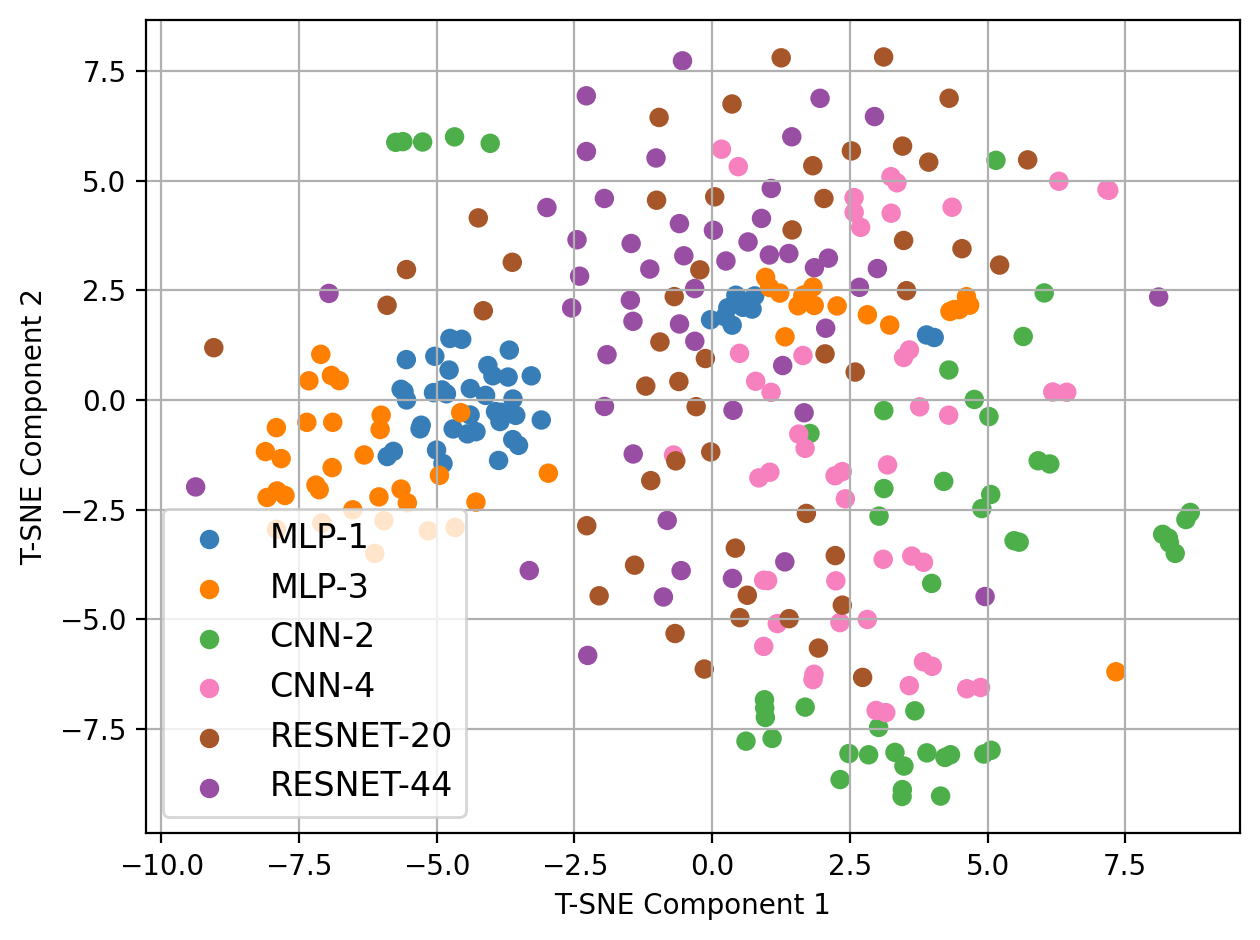 7.5
5.0
2.5
0.0
−2.5
−5.0
−7.5
T-SNE Component 2
MLP-1
MLP-3
CNN-2
CNN-4
RESNET-20
RESNET-44
−10.0 −7.5 −5.0 −2.5 0.0 2.5 5.0 7.5
T-SNE Component 1